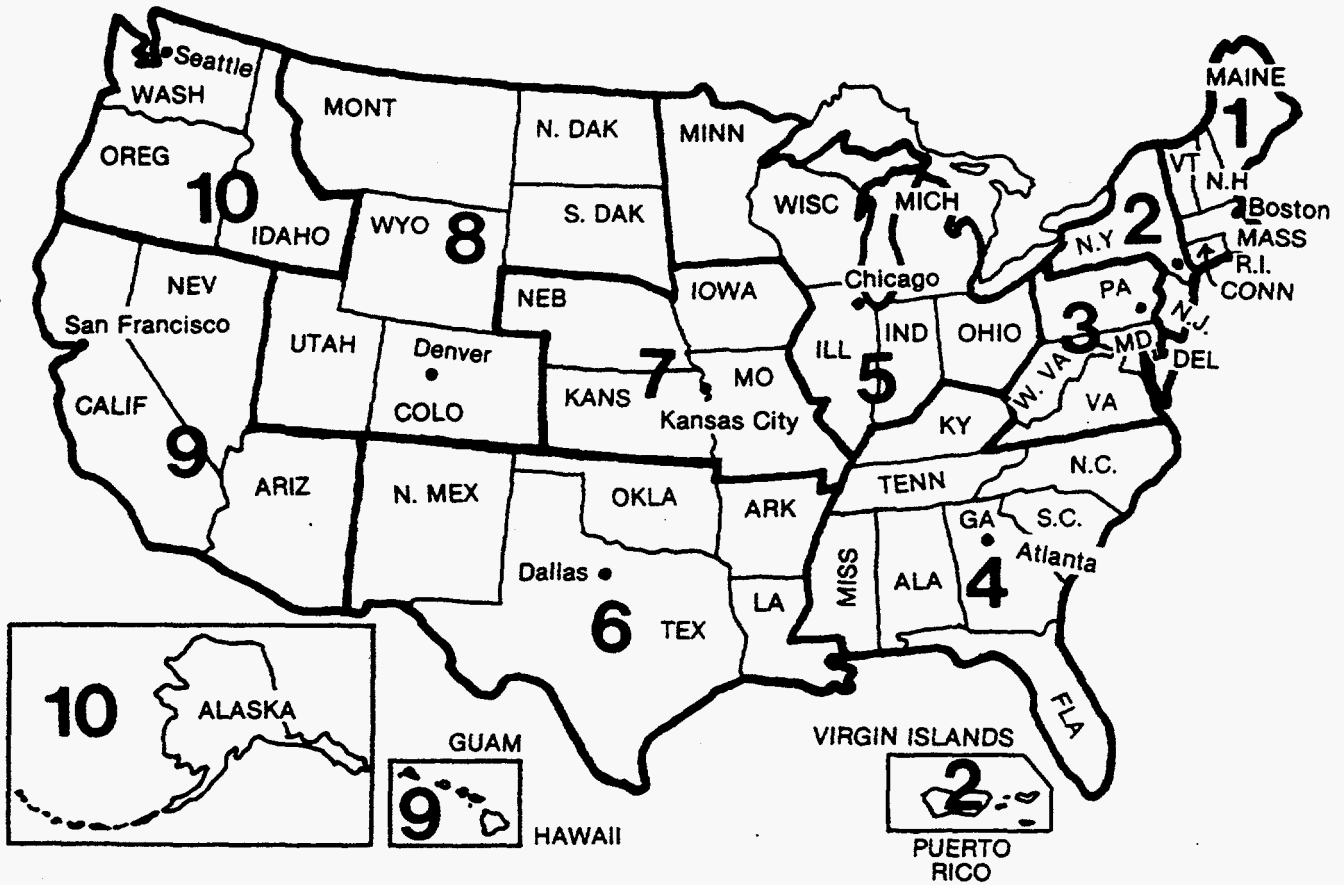 MAINE
1
Seattle
WASH
MONT
N. DAK
MINN
OREG
VT
N.H
10
IDAHO
WYO
8
S. DAK
WISC
MICH
2
N.Y
Boston
MASS
R.I.
CONN
NEV
NEB
IOWA
Chicago
PA
N.J.
San Francisco
UTAH
Denver
COLO
7
ILL
IND
OHIO
3
MD
DEL
W. VA
VA
CALIF
KANS
MO
5
Kansas City
KY
9
ARIZ
N. MEX
OKLA
ARK
TENN
N.C.
GA
S.C.
Atlanta
Dallas
6
TEX
LA
MISS
ALA
4
FLA
10
ALASKA
GUAM
9
HAWAII
VIRGIN ISLANDS
2
PUERTO
RICO